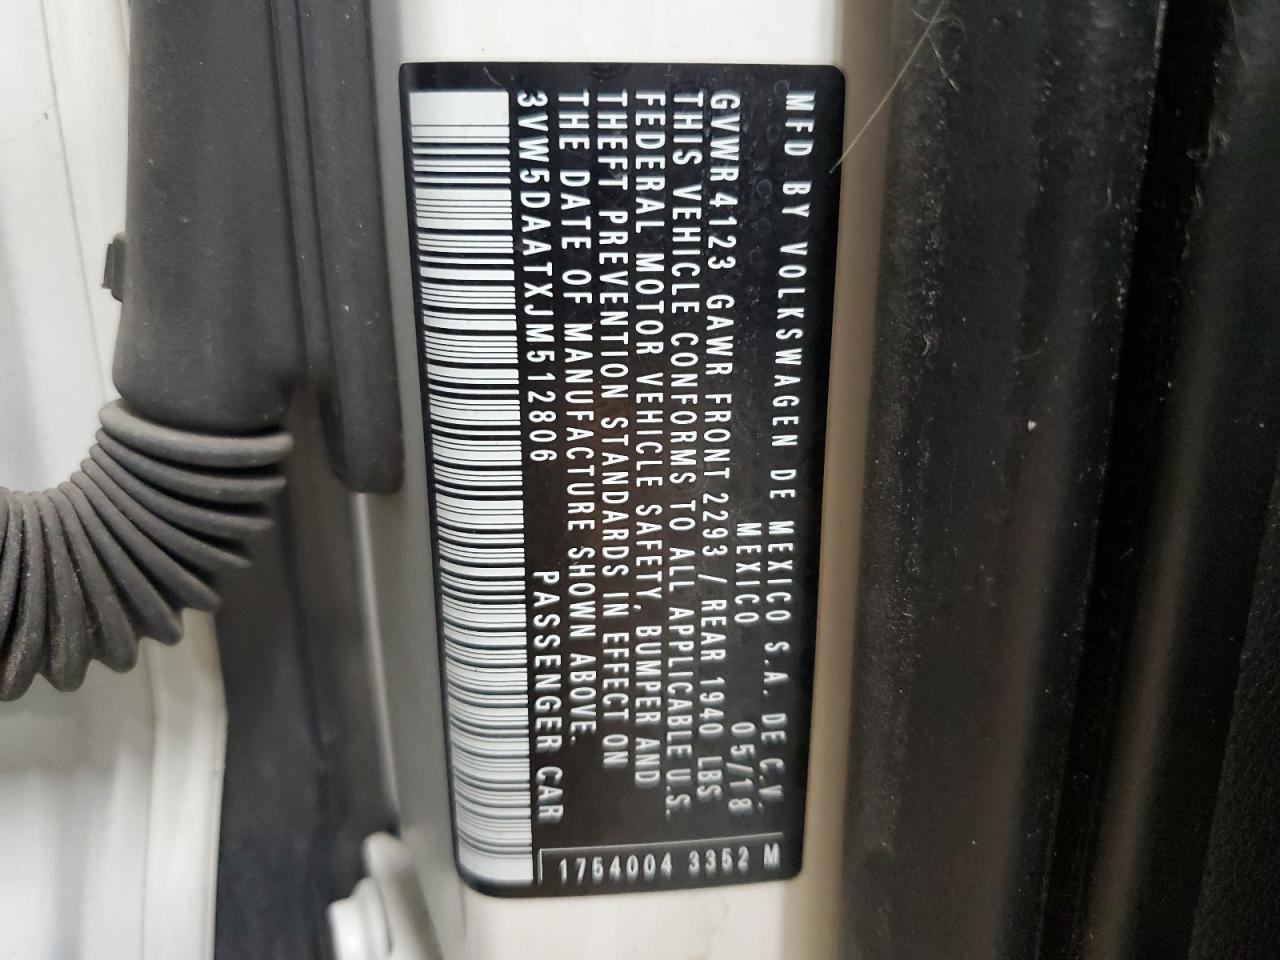 MFD BY VOLKSWAGEN DE MEXICO S.A. DE C.V.
MEXICO 05/18
GVWR 4123 GAWR FRONT 2293 / REAR 1940 LBS
THIS VEHICLE CONFORMS TO ALL APPLICABLE U.S.
FEDERAL MOTOR VEHICLE SAFETY, BUMPER AND
THEFT PREVENTION STANDARDS IN EFFECT ON
THE DATE OF MANUFACTURE SHOWN ABOVE.
3VW5DAATXJM512806 PASSENGER CAR
1754004 3352 M